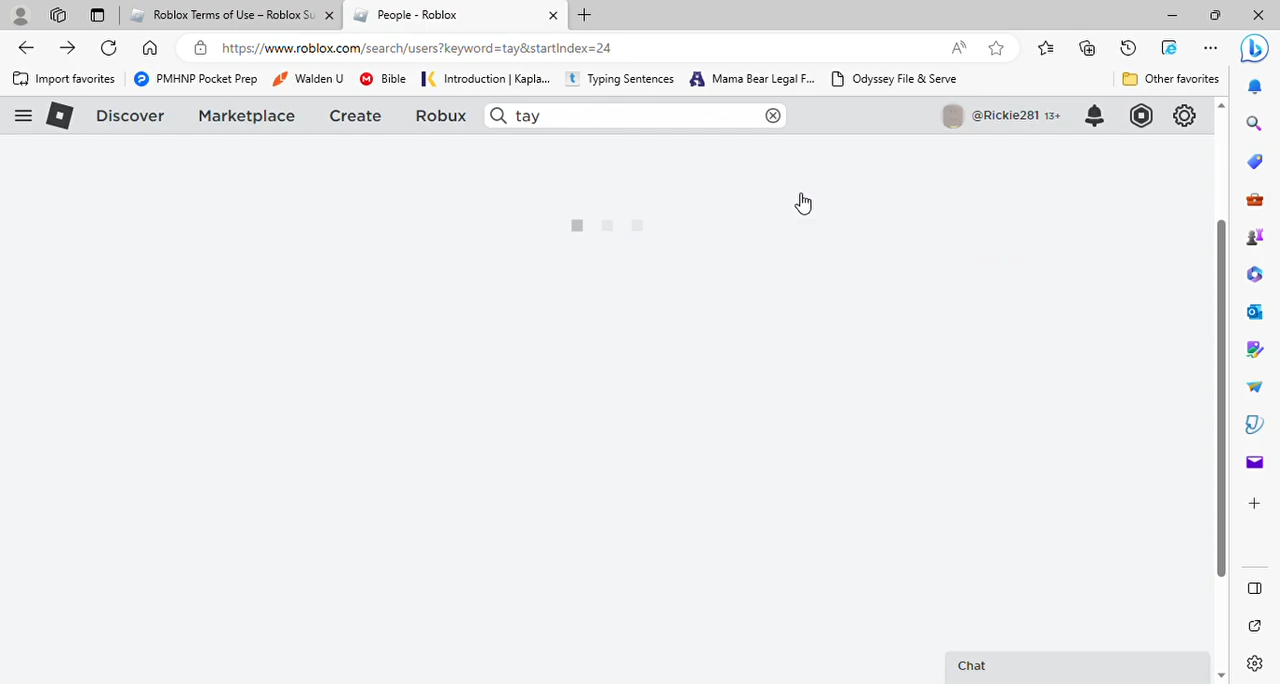 Roblox Terms of Use – Roblox Su
People - Roblox
https://www.roblox.com/search/users?keyword=tay&startIndex=24
Import favorites
PMHNP Pocket Prep
Walden U
Bible
Introduction | Kapla...
Typing Sentences
Mama Bear Legal F...
Odyssey File & Serve
Other favorites
Discover
Marketplace
Create
Robux
tay
@Rickie281 13+
Chat